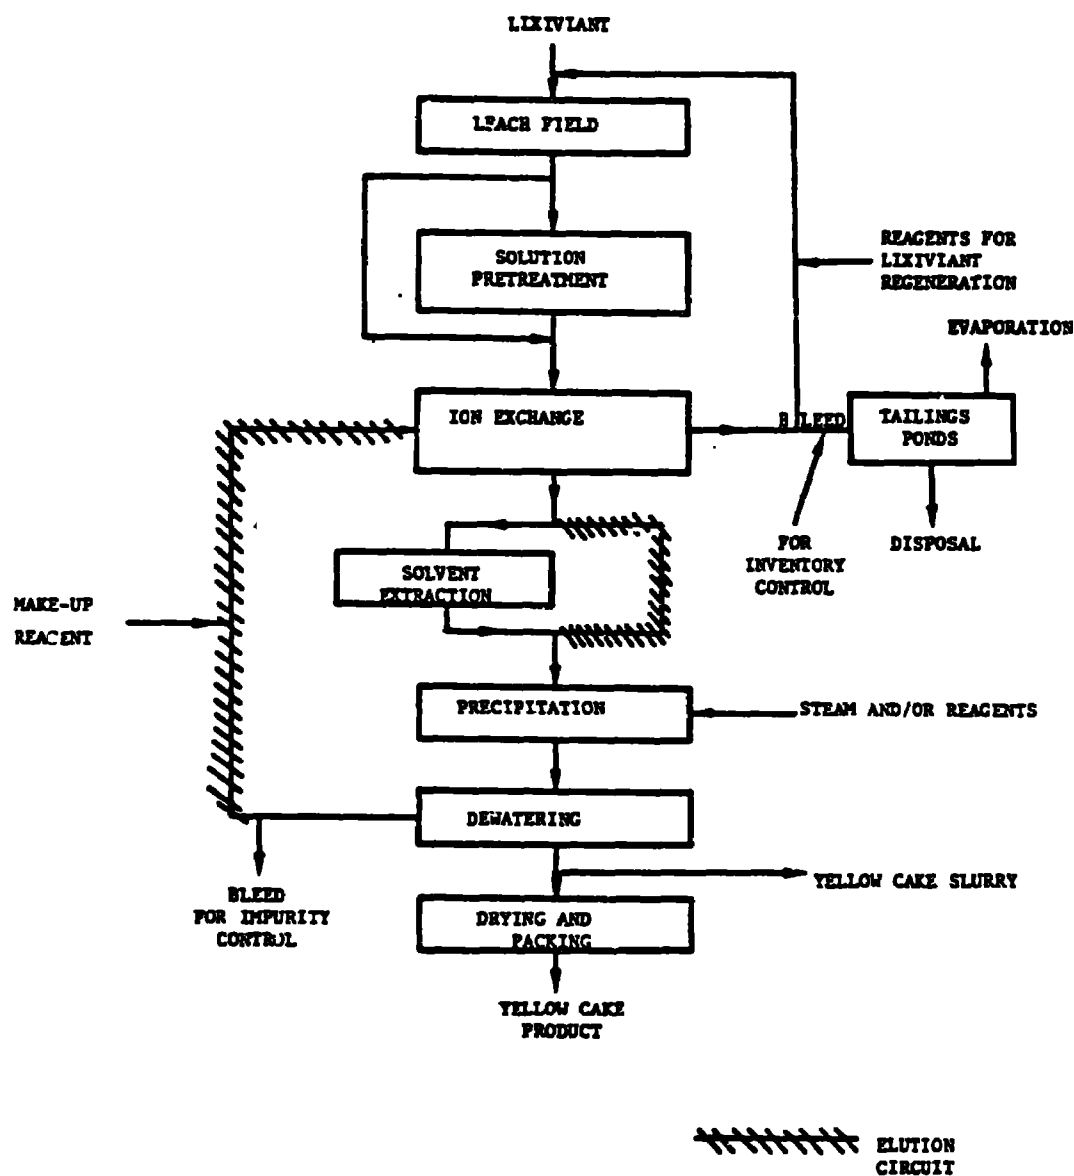 LIXIVIANT
LEACH FIELD
SOLUTION
PRETREATMENT
REAGENTS FOR
LIXIVIANT
REGENERATION
EVAPORATION
ION EXCHANGE
BLEED
TAILINGS
PONDS
FOR
INVENTORY
CONTROL
DISPOSAL
SOLVENT
EXTRACTION
MAKE-UP
REAGENT
PRECIPITATION
STEAM AND/OR REAGENTS
DEWATERING
YELLOW CAKE SLURRY
BLEED
FOR IMPURITY
CONTROL
DRYING AND
PACKING
YELLOW CAKE
PRODUCT
ELUTION
CIRCUIT